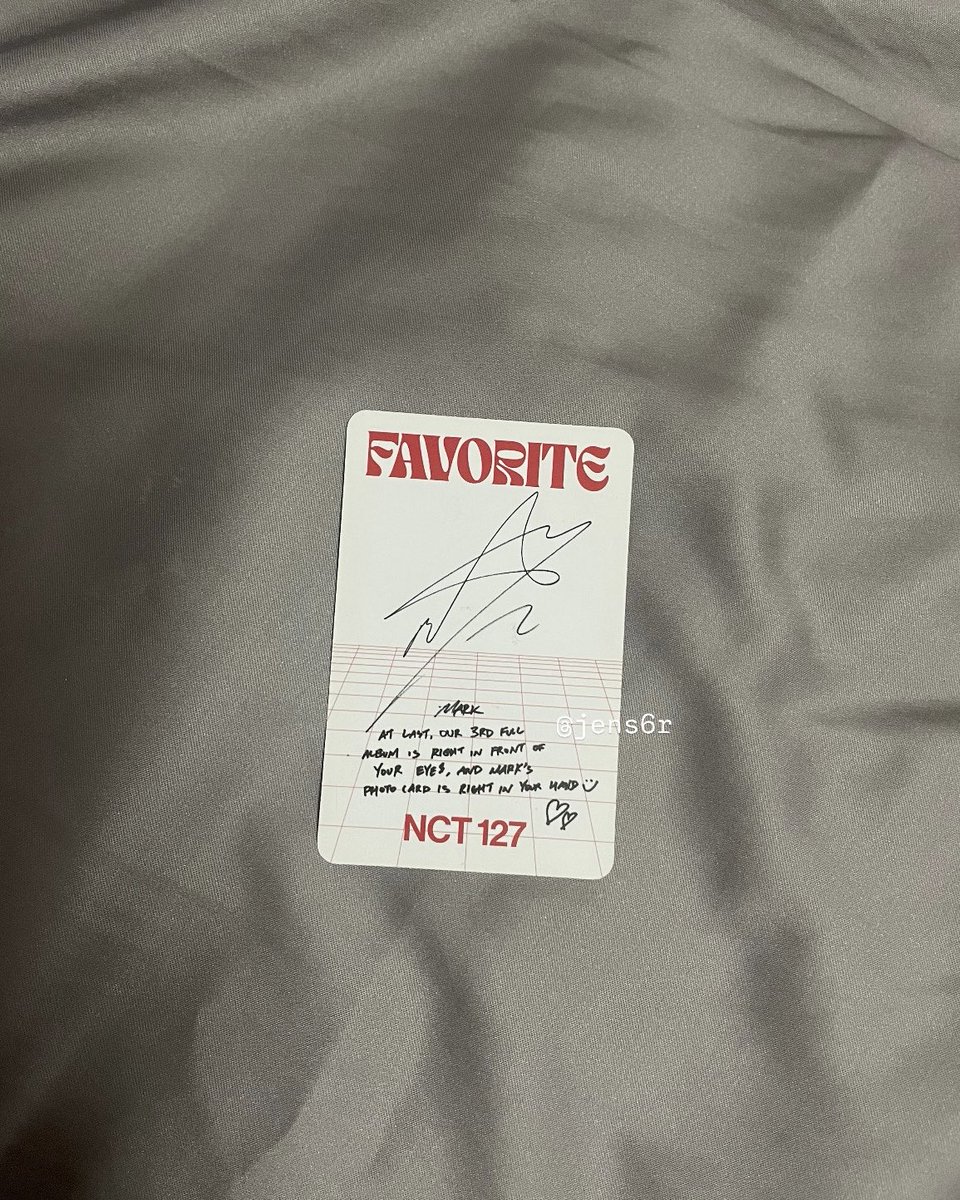 FAVORITE
MARK
AT LAST, OUR 3RD FULL
ALBUM IS RIGHT IN FRONT OF
YOUR EYES, AND MARK'S
PHOTO CARD IS RIGHT IN YOUR HAND
NCT 127
@jens6r